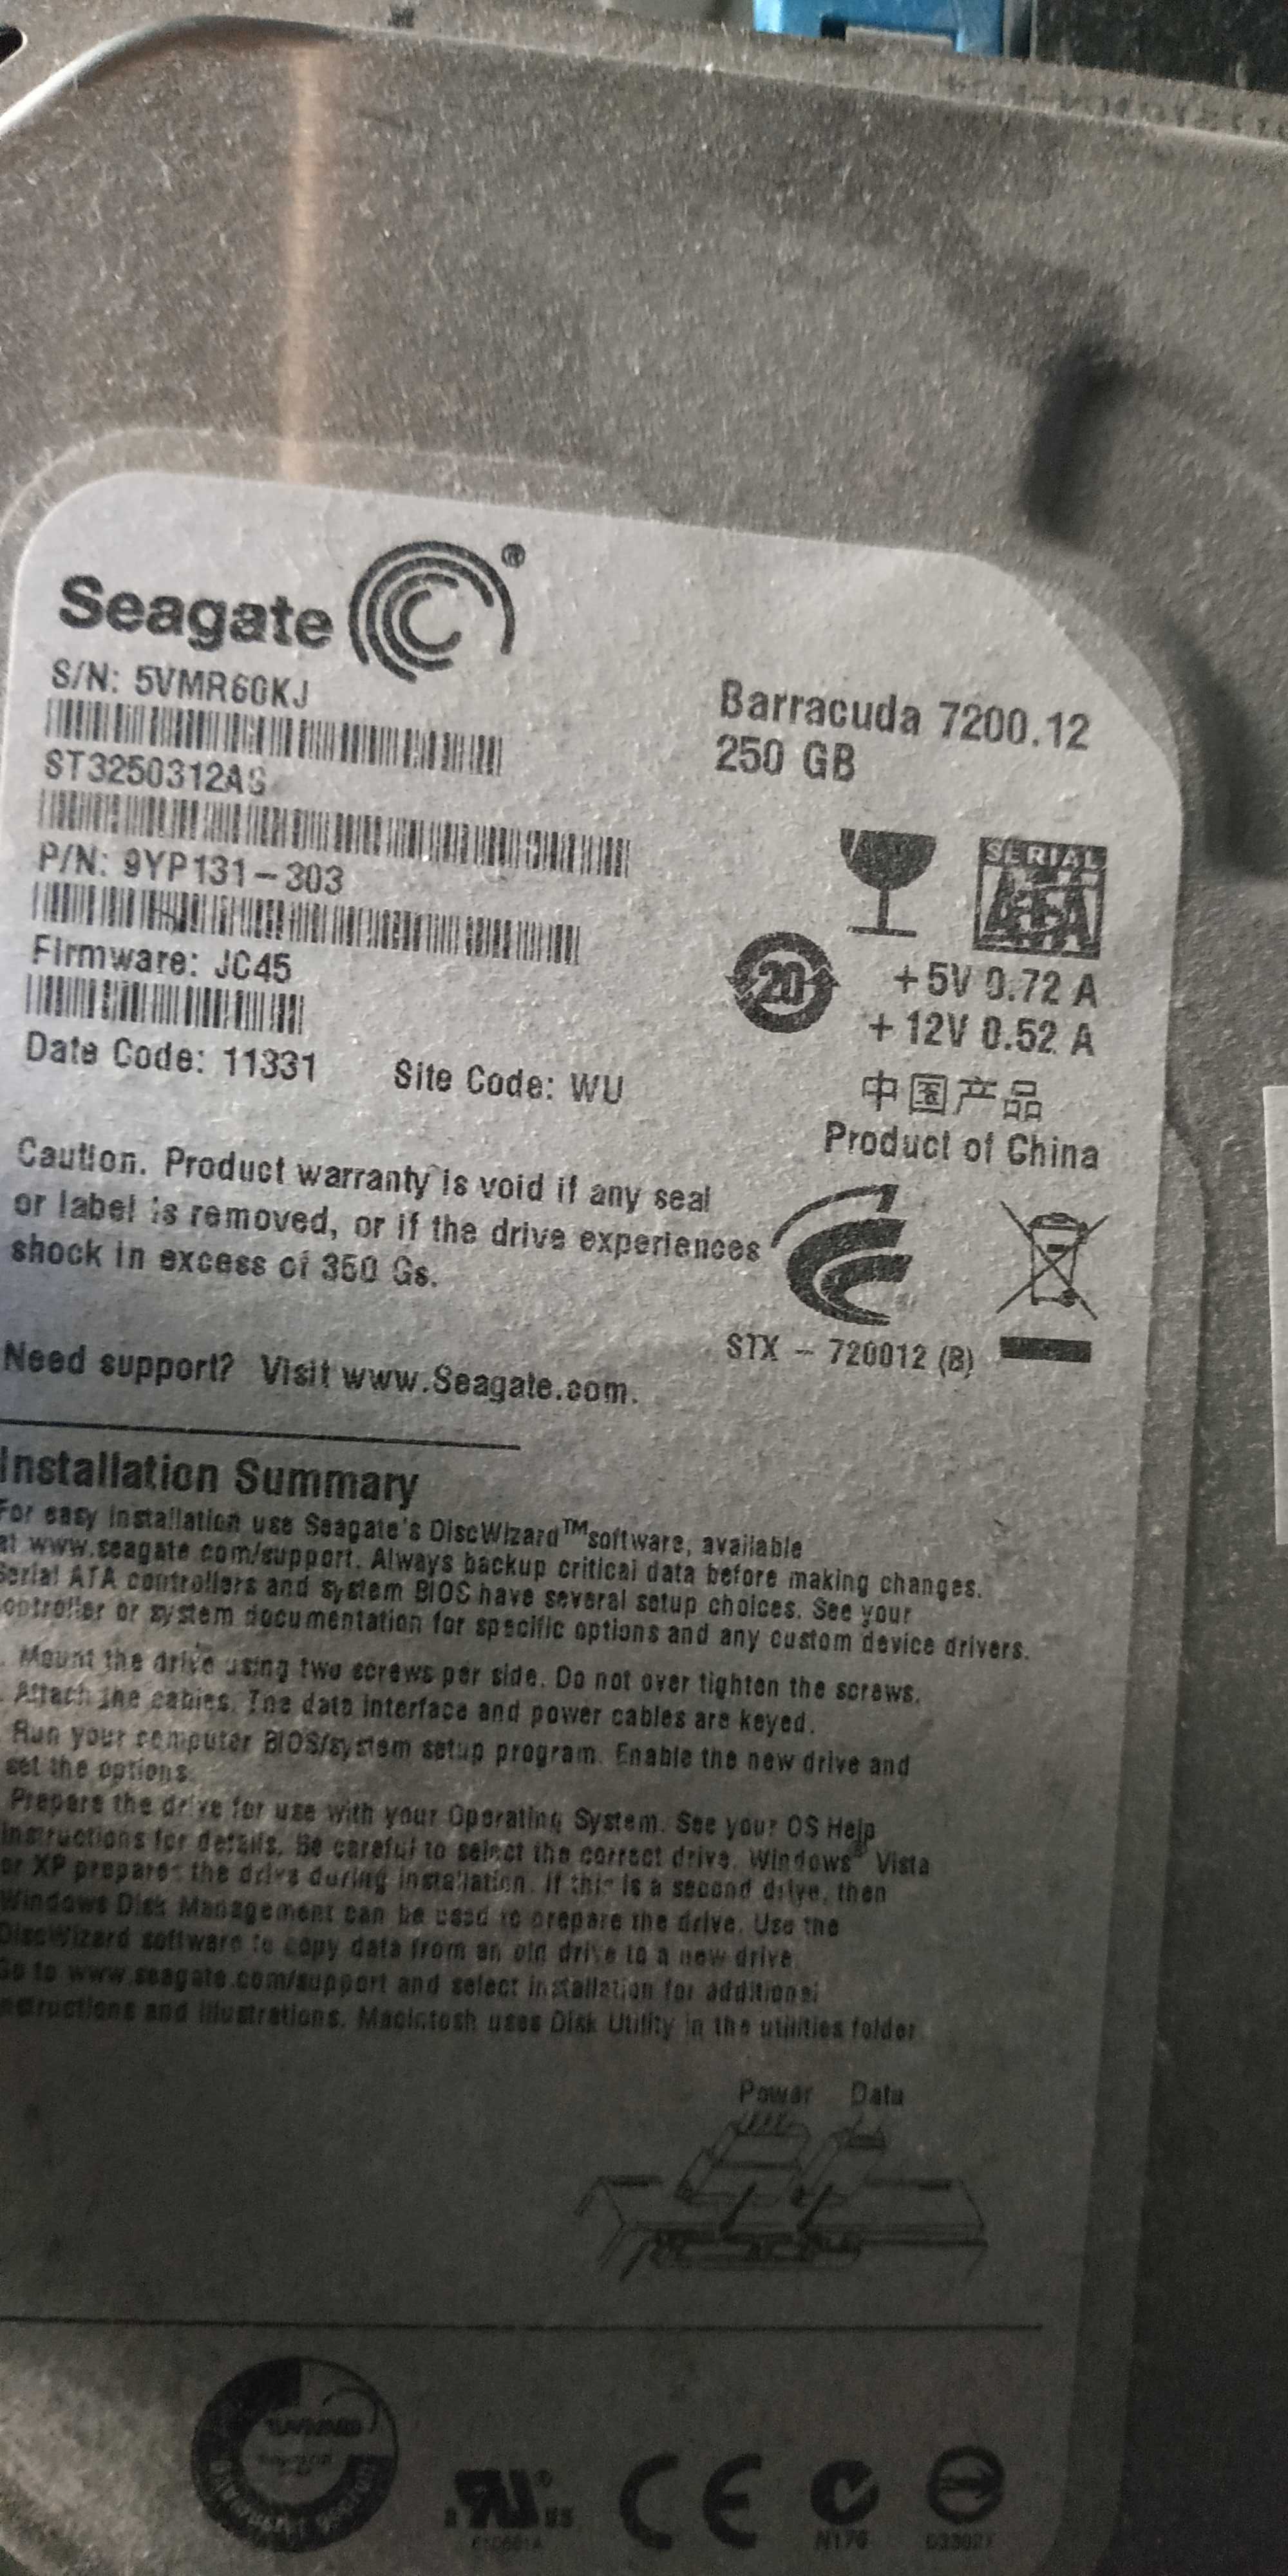 Seagate ®
S/N: 5VMR60KJ
Barracuda 7200.12
250 GB
ST3250312AS
P/N: 9YP131-303
SERIAL
ATA
Firmware: JC45
20
+5V 0.72 A
+12V 0.52 A
Date Code: 11331 Site Code: WU
中国产品
Product of China
Caution. Product warranty is void if any seal
or label is removed, or if the drive experiences
shock in excess of 350 Gs.
STX - 720012 (B)
Need support? Visit www.Seagate.com.
Installation Summary
For easy installation use Seagate's DiscWizard™ software, available
at www.seagate.com/support. Always backup critical data before making changes.
Serial ATA controllers and system BIOS have several setup choices. See your
controller or system documentation for specific options and any custom device drivers.
. Mount the drive using two screws per side. Do not over tighten the screws.
. Attach the cables. The data interface and power cables are keyed.
Run your computer BIOS/system setup program. Enable the new drive and
set the options
Prepare the drive for use with your Operating System. See your OS Help
instructions for details. Be careful to select the correct drive. Windows® Vista
or XP prepares the drive during installation. If this is a second drive, then
Windows Disk Management can be used to prepare the drive. Use the
DiscWizard software to copy data from an old drive to a new drive.
Go to www.seagate.com/support and select installation for additional
instructions and illustrations. Macintosh uses Disk Utility in the utilities folder
Power Data
CE
N176